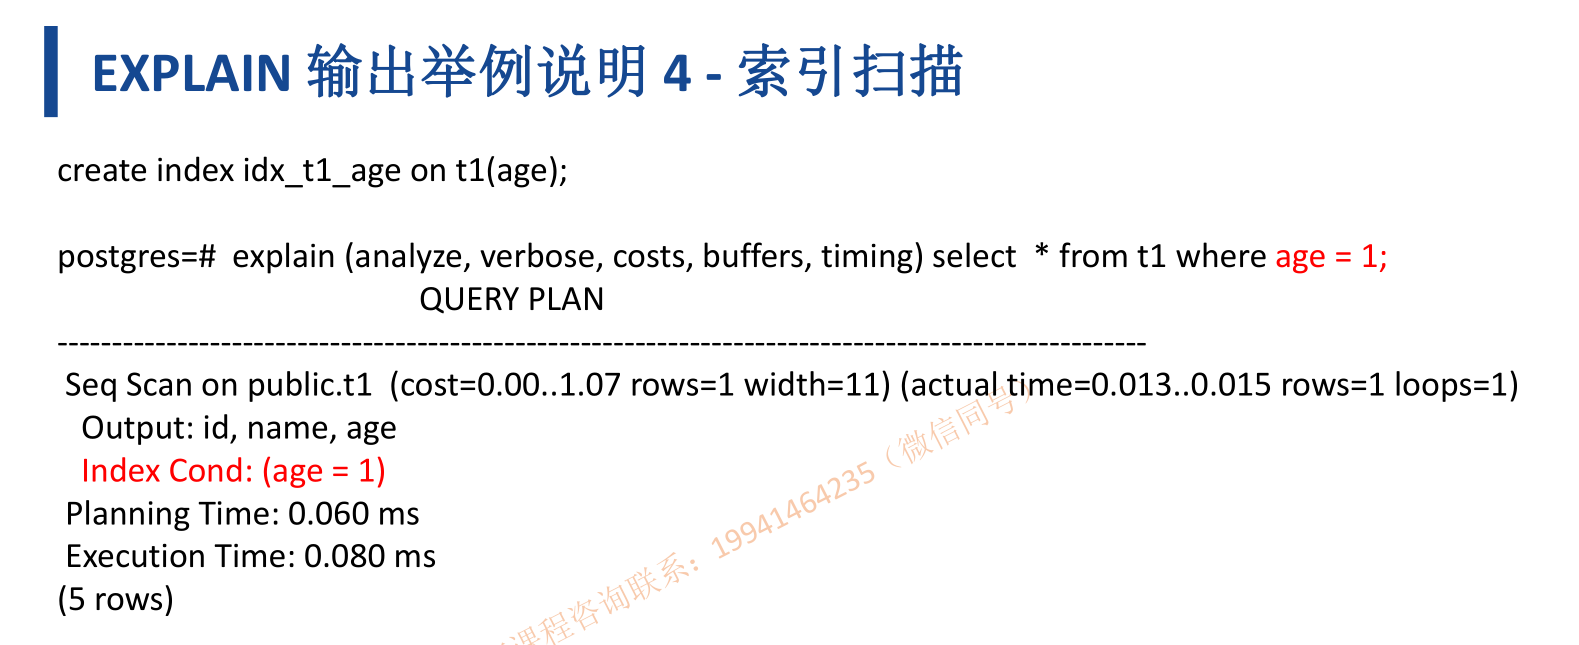 EXPLAIN 输出举例说明 4 - 索引扫描
create index idx_t1_age on t1(age);
postgres=#  explain (analyze, verbose, costs, buffers, timing) select  * from t1 where age = 1;
QUERY PLAN
----------------------------------------------------------------------------------------------------
Seq Scan on public.t1  (cost=0.00..1.07 rows=1 width=11) (actual time=0.013..0.015 rows=1 loops=1)
Output: id, name, age
Index Cond: (age = 1)
Planning Time: 0.060 ms
Execution Time: 0.080 ms
(5 rows)
课程咨询联系：19941464235（微信同号）